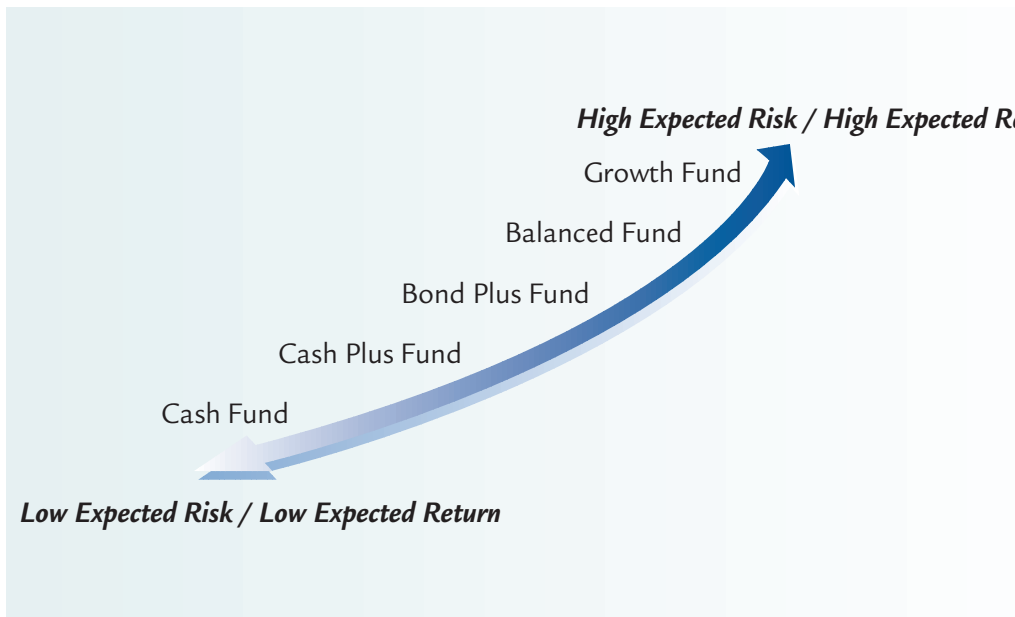 High Expected Risk / High Expected
Growth Fund
Balanced Fund
Bond Plus Fund
Cash Plus Fund
Cash Fund
Low Expected Risk / Low Expected Return